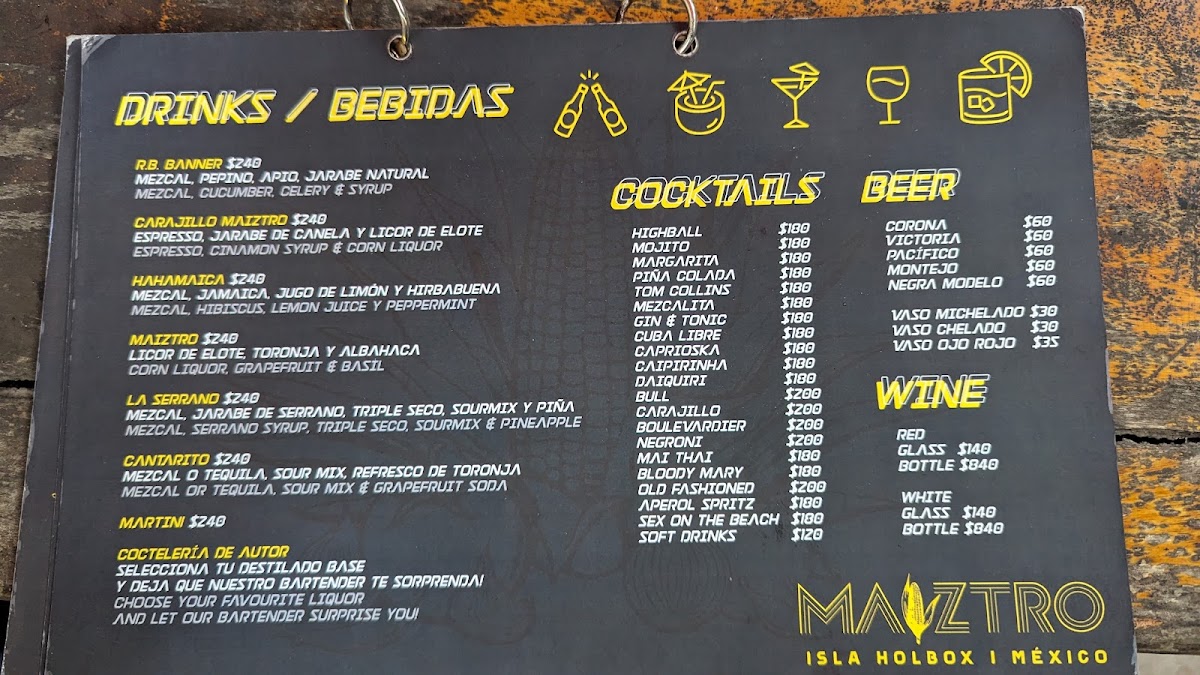 DRINKS / BEBIDAS
R.B. BANNER $240
MEZCAL, PEPINO, APIO, JARABE NATURAL
MEZCAL, CUCUMBER, CELERY & SYRUP
CARAJILLO MAIZTRO $240
ESPRESSO, JARABE DE CANELA Y LICOR DE ELOTE
ESPRESSO, CINAMON SYRUP & CORN LIQUOR
HAHAMAICA $240
MEZCAL, JAMAICA, JUGO DE LIMÓN Y HIRBABUENA
MEZCAL, HIBISCUS, LEMON JUICE Y PEPPERMINT
MAIZTRO $240
LICOR DE ELOTE, TORONJA Y ALBAHACA
CORN LIQUOR, GRAPEFRUIT & BASIL
LA SERRANO $240
MEZCAL, JARABE DE SERRANO, TRIPLE SECO, SOURMIX Y PIÑA
MEZCAL, SERRANO SYRUP, TRIPLE SECO, SOURMIX & PINEAPPLE
CANTARITO $240
MEZCAL O TEQUILA, SOUR MIX, REFRESCO DE TORONJA
MEZCAL OR TEQUILA, SOUR MIX & GRAPEFRUIT SODA
MARTINI $240
COCTELERÍA DE AUTOR
SELECCIONA TU DESTILADO BASE
Y DEJA QUE NUESTRO BARTENDER TE SORPRENDA!
CHOOSE YOUR FAVOURITE LIQUOR
AND LET OUR BARTENDER SURPRISE YOU!
COCKTAILS
HIGHBALL $180
MOJITO $180
MARGARITA $180
PIÑA COLADA $180
TOM COLLINS $180
MEZCALITA $180
GIN & TONIC $180
CUBA LIBRE $180
CAPRIOSKA $180
CAIPIRINHA $180
DAIQUIRI $180
BULL $200
CARAJILLO $200
BOULEVARDIER $200
NEGRONI $200
MAI THAI $180
BLOODY MARY $180
OLD FASHIONED $200
APEROL SPRITZ $180
SEX ON THE BEACH $180
SOFT DRINKS $120
BEER
CORONA $60
VICTORIA $60
PACÍFICO $60
MONTEJO $60
NEGRA MODELO $60
VASO MICHELADO $30
VASO CHELADO $30
VASO OJO ROJO $35
WINE
RED
GLASS $140
BOTTLE $840
WHITE
GLASS $140
BOTTLE $840
MAIZTRO
ISLA HOLBOX | MÉXICO